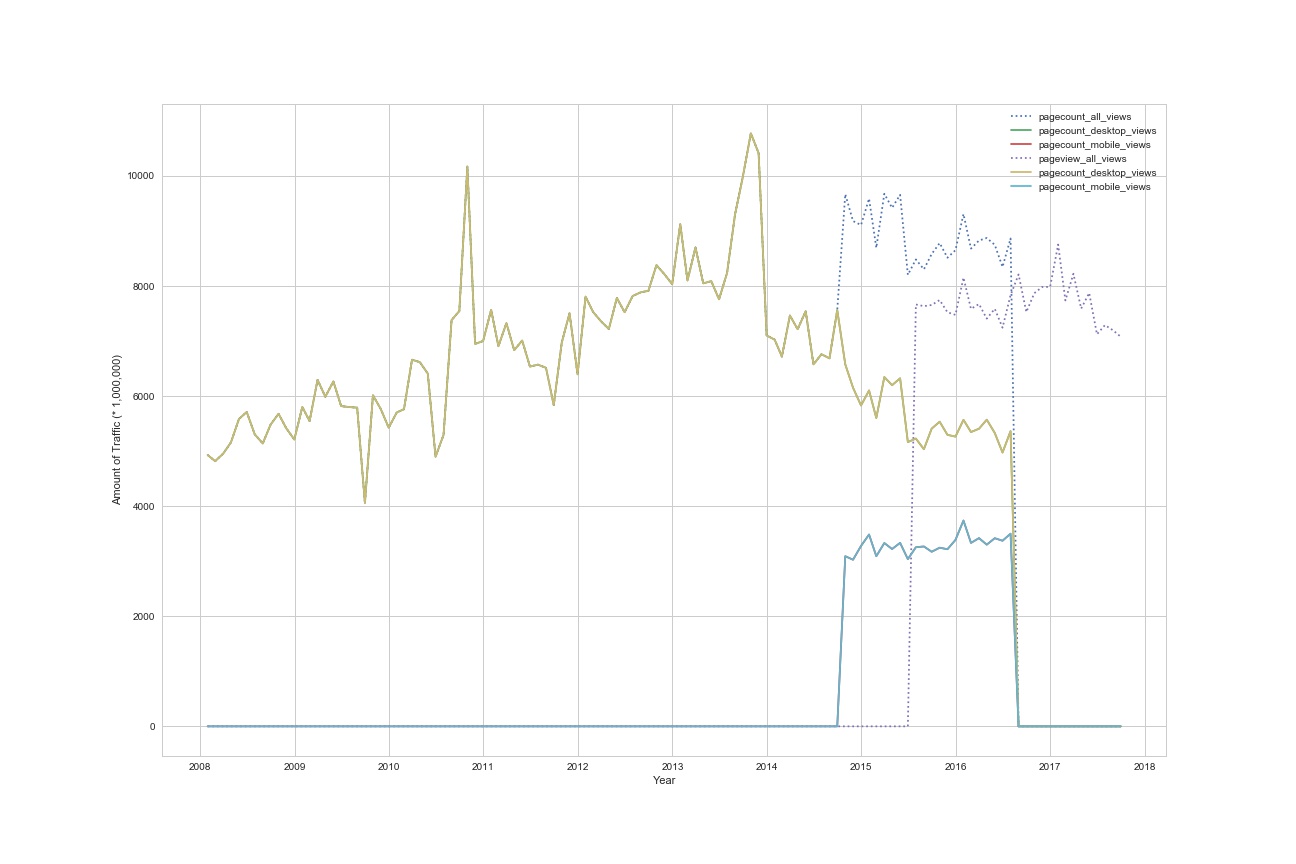 pagecount_all_views
pagecount_desktop_views
pagecount_mobile_views
pageview_all_views
pagecount_desktop_views
pagecount_mobile_views
10000
8000
6000
4000
2000
0
Amount of Traffic (* 1,000,000)
2008 2009 2010 2011 2012 2013 2014 2015 2016 2017 2018
Year